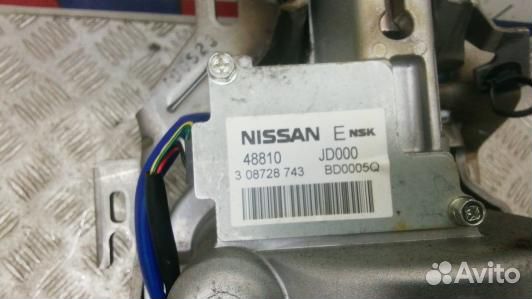 NISSAN E NSK
48810 JD000
3 08728 743 BD0005Q
Avito